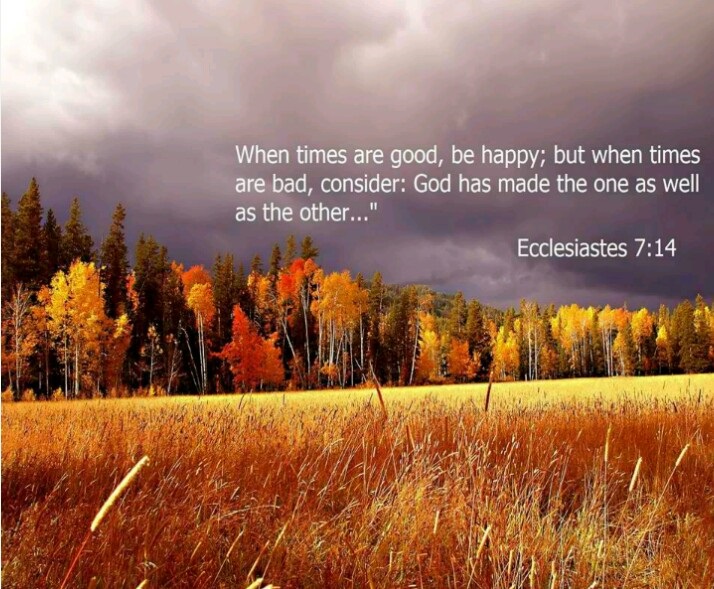 When times are good, be happy; but when times
are bad, consider: God has made the one as well
as the other..."
Ecclesiastes 7:14